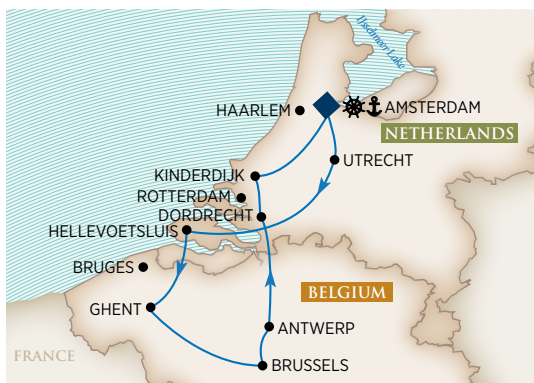 IJsselmeer Lake
HAARLEM
AMSTERDAM
NETHERLANDS
UTRECHT
KINDERDIJK
ROTTERDAM
DORDRECHT
HELLEVOETSLUIS
BRUGES
BELGIUM
GHENT
ANTWERP
FRANCE
BRUSSELS